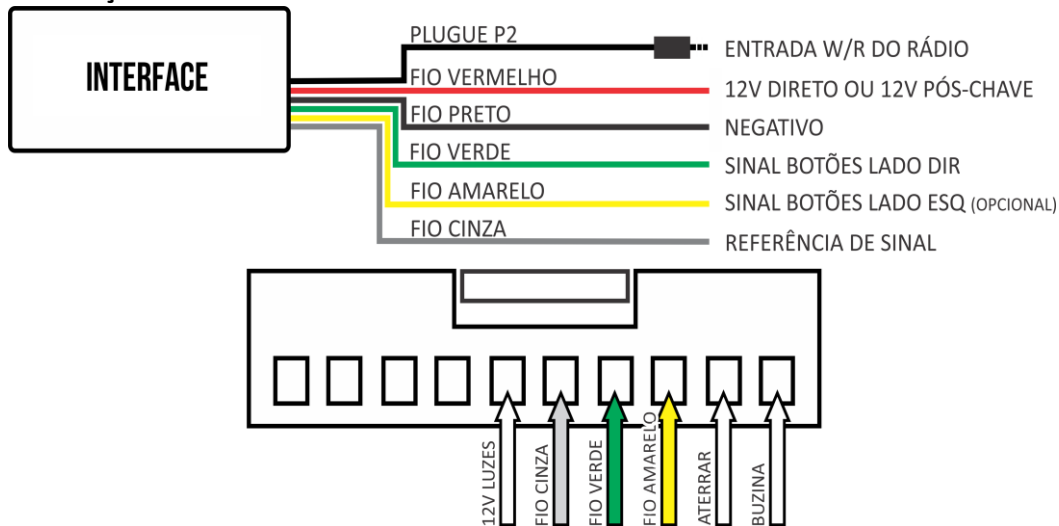 INTERFACE
PLUGUE P2
ENTRADA W/R DO RÁDIO
FIO VERMELHO
12V DIRETO OU 12V PÓS-CHAVE
FIO PRETO
NEGATIVO
FIO VERDE
SINAL BOTÕES LADO DIR
FIO AMARELO
SINAL BOTÕES LADO ESQ (OPCIONAL)
FIO CINZA
REFERÊNCIA DE SINAL
12V LUZES
FIO CINZA
FIO VERDE
FIO AMARELO
ATERRAR
BUZINA